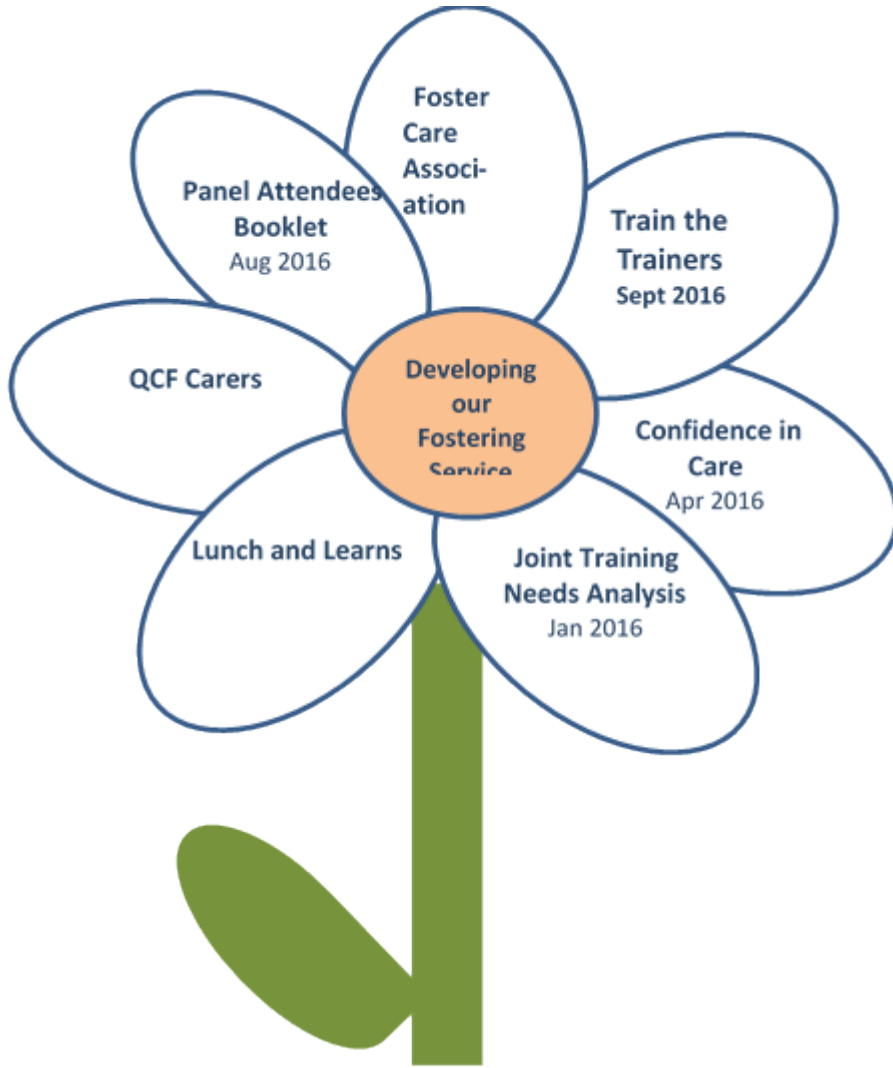 Foster
Care
Associ-
ation
Panel Attendees
Booklet
Aug 2016
Train the
Trainers
Sept 2016
QCF Carers
Developing
our
Fostering
Service
Confidence in
Care
Apr 2016
Lunch and Learns
Joint Training
Needs Analysis
Jan 2016